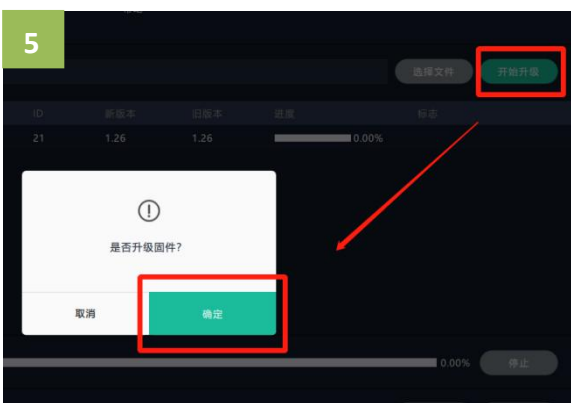 5
选择文件 开始升级
ID 新版本 旧版本 进度 标志
21 1.26 1.26 0.00%
是否升级固件?
取消 确定
0.00% 停止